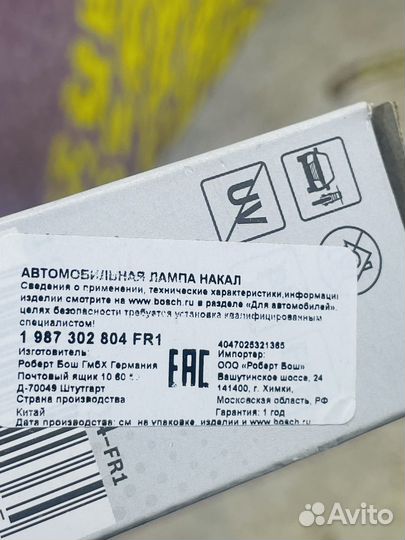 UV
АВТОМОБИЛЬНАЯ ЛАМПА НАКАЛ
Сведения о применении, технические характеристики, информаци
изделии смотрите на www.bosch.ru в разделе «Для автомобилей».
целях безопасности требуется установка квалифицированным
специалистом!
1 987 302 804 FR1
Изготовитель:
Роберт Бош ГмбХ Германия
Почтовый ящик 10 60
Д-70049 Штутгарт
Страна производства
Китай
EAC
4047025321365
Импортер:
ООО «Роберт Бош»
Вашутинское шоссе, 24
141400, г. Химки,
Московская область, РФ
Гарантия: 1 год
Дата производства: см. на упаковке, изделии и www.bosch.ru
-FR1
Avito